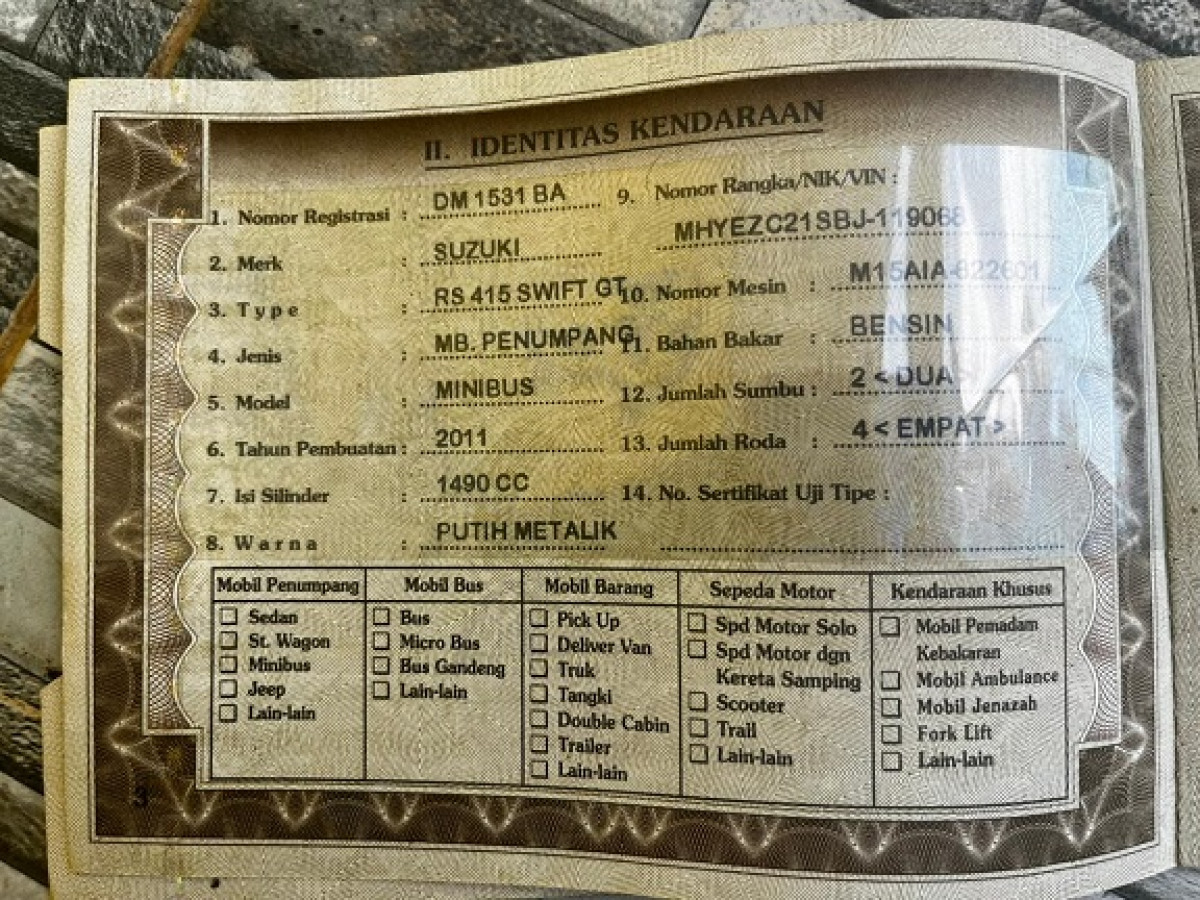 II. IDENTITAS KENDARAAN
1. Nomor Registrasi : DM 1531 BA
2. Merk : SUZUKI
3. Type : RS 415 SWIFT GT
4. Jenis : MB. PENUMPANG
5. Model : MINIBUS
6. Tahun Pembuatan : 2011
7. Isi Silinder : 1490 CC
8. Warna : PUTIH METALIK
9. Nomor Rangka/NIK/VIN :
MHYEZC21SBJ-119068
10. Nomor Mesin : M15AIA-822601
11. Bahan Bakar : BENSIN
12. Jumlah Sumbu : 2 < DUA >
13. Jumlah Roda : 4 < EMPAT >
14. No. Sertifikat Uji Tipe :
Mobil Penumpang
Sedan
St. Wagon
Minibus
Jeep
Lain-lain
Mobil Bus
Bus
Micro Bus
Bus Gandeng
Lain-lain
Mobil Barang
Pick Up
Deliver Van
Truk
Tangki
Double Cabin
Trailer
Lain-lain
Sepeda Motor
Spd Motor Solo
Spd Motor dgn
Kereta Samping
Scooter
Trail
Lain-lain
Kendaraan Khusus
Mobil Pemadam
Kebakaran
Mobil Ambulance
Mobil Jenazah
Fork Lift
Lain-lain
3